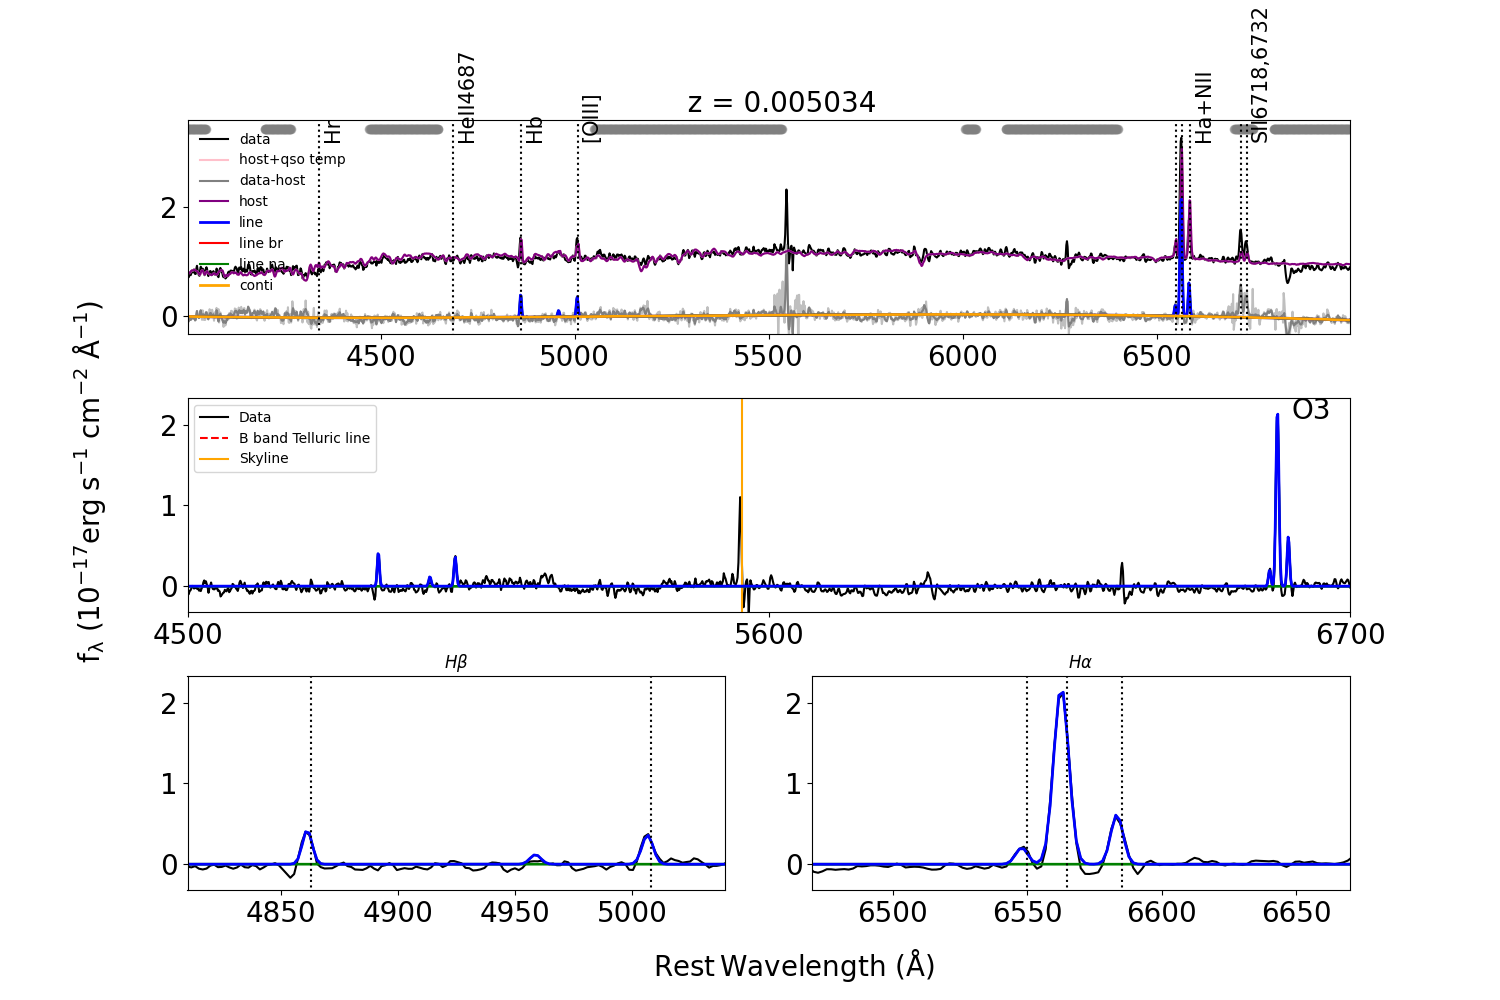 z = 0.005034
Hr
HeII4687
Hb
[OIII]
Ha+NII
SII6718,6732
data
host+qso temp
data-host
host
line
line br
line na
conti
2
0
4500 5000 5500 6000 6500
fλ (10⁻¹⁷erg s⁻¹ cm⁻² Å⁻¹)
O3
Data
B band Telluric line
Skyline
2
1
0
4500 5600 6700
Hβ
2
1
0
4850 4900 4950 5000
Hα
2
1
0
6500 6550 6600 6650
Rest Wavelength (Å)